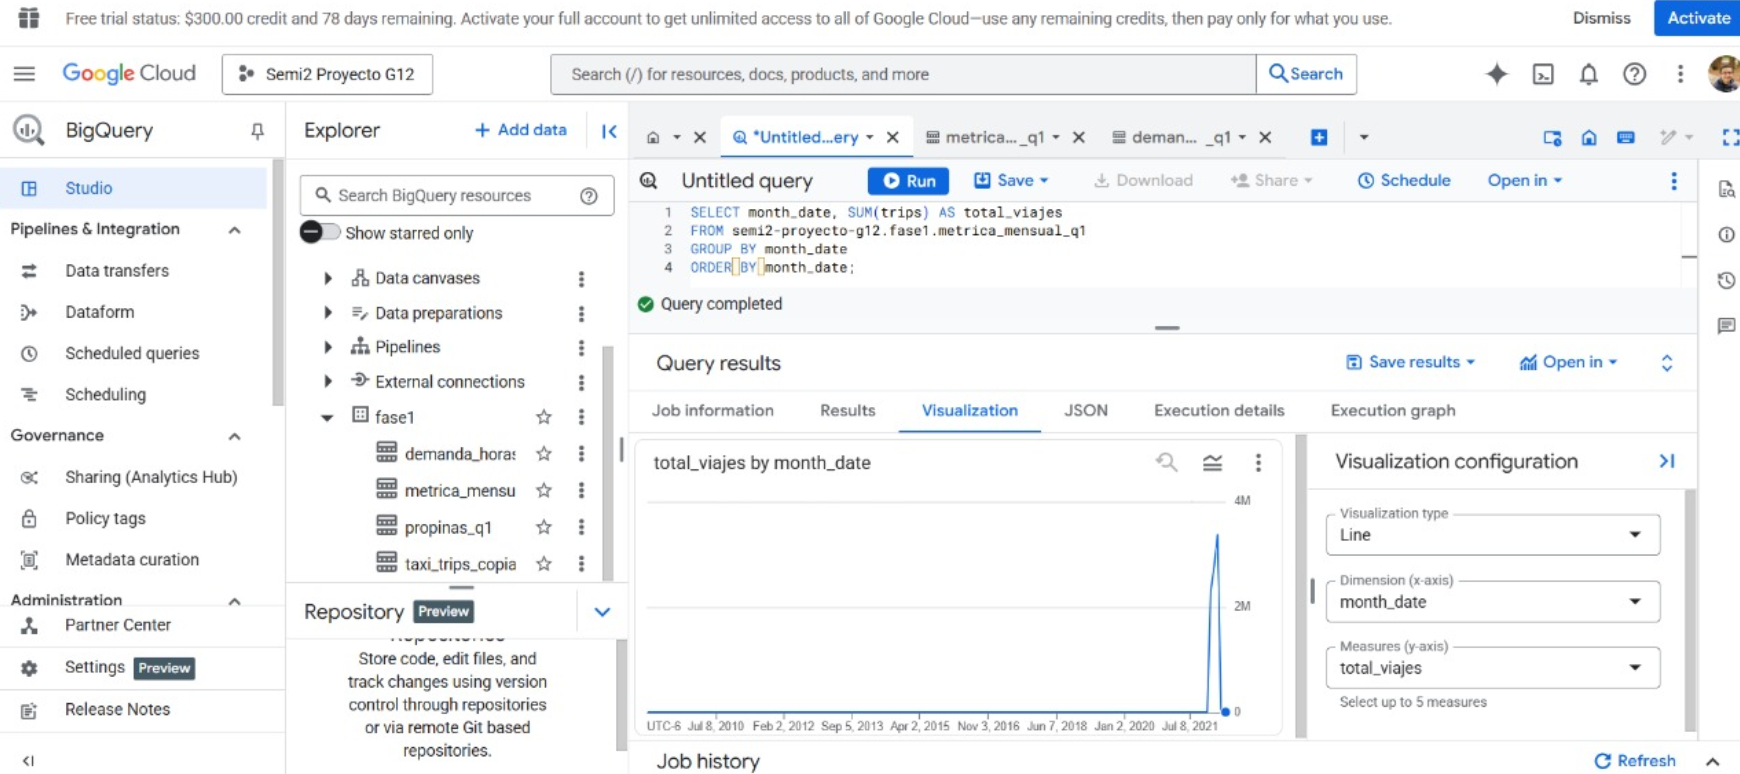 Free trial status: $300.00 credit and 78 days remaining. Activate your full account to get unlimited access to all of Google Cloud—use any remaining credits, then pay only for what you use.
Dismiss
Activate
Google Cloud
Semi2 Proyecto G12
Search (/) for resources, docs, products, and more
Search
BigQuery
Studio
Pipelines & Integration
Data transfers
Dataform
Scheduled queries
Scheduling
Governance
Sharing (Analytics Hub)
Policy tags
Metadata curation
Administration
Partner Center
Settings Preview
Release Notes
Explorer
+ Add data
Search BigQuery resources
Show starred only
Data canvases
Data preparations
Pipelines
External connections
fase1
demanda_horas
metrica_mensu
propinas_q1
taxi_trips_copia
Repository Preview
Repositories
Store code, edit files, and
track changes using version
control through repositories
or via remote Git based
repositories.
*Untitled...ery
metrica... _q1
deman... _q1
Untitled query
Run
Save
Download
Share
Schedule
Open in
1 SELECT month_date, SUM(trips) AS total_viajes
2 FROM semi2-proyecto-g12.fase1.metrica_mensual_q1
3 GROUP BY month_date
4 ORDER BY month_date;
Query completed
Query results
Save results
Open in
Job information
Results
Visualization
JSON
Execution details
Execution graph
total_viajes by month_date
4M
2M
0
UTC-6 Jul 8, 2010 Feb 2, 2012 Sep 5, 2013 Apr 2, 2015 Nov 3, 2016 Jun 7, 2018 Jan 2, 2020 Jul 8, 2021
Visualization configuration
Visualization type
Line
Dimension (x-axis)
month_date
Measures (y-axis)
total_viajes
Select up to 5 measures
Job history
Refresh